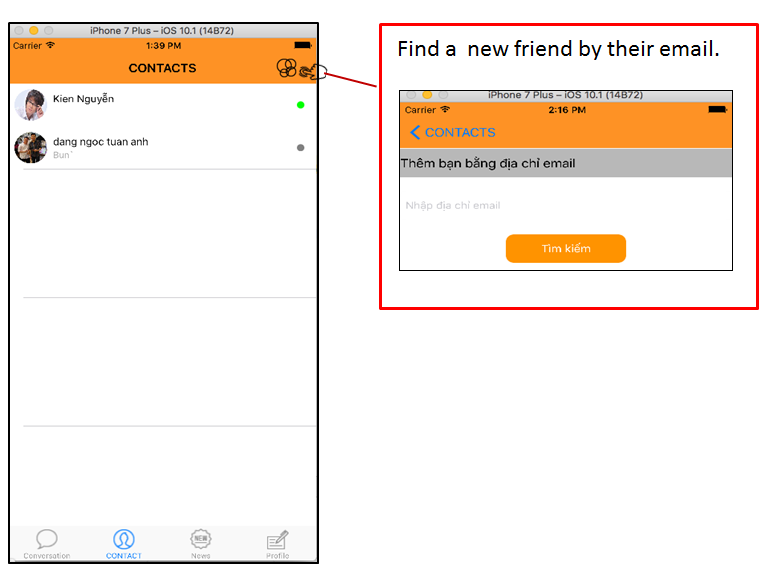 iPhone 7 Plus – iOS 10.1 (14B72)
Carrier 1:39 PM
CONTACTS
Kien Nguyễn
dang ngoc tuan anh
Bun`
Conversation
CONTACT
NEW
News
Profile
Find a new friend by their email.
iPhone 7 Plus – iOS 10.1 (14B72)
Carrier 2:16 PM
CONTACTS
Thêm bạn bằng địa chỉ email
Nhập địa chỉ email
Tìm kiếm